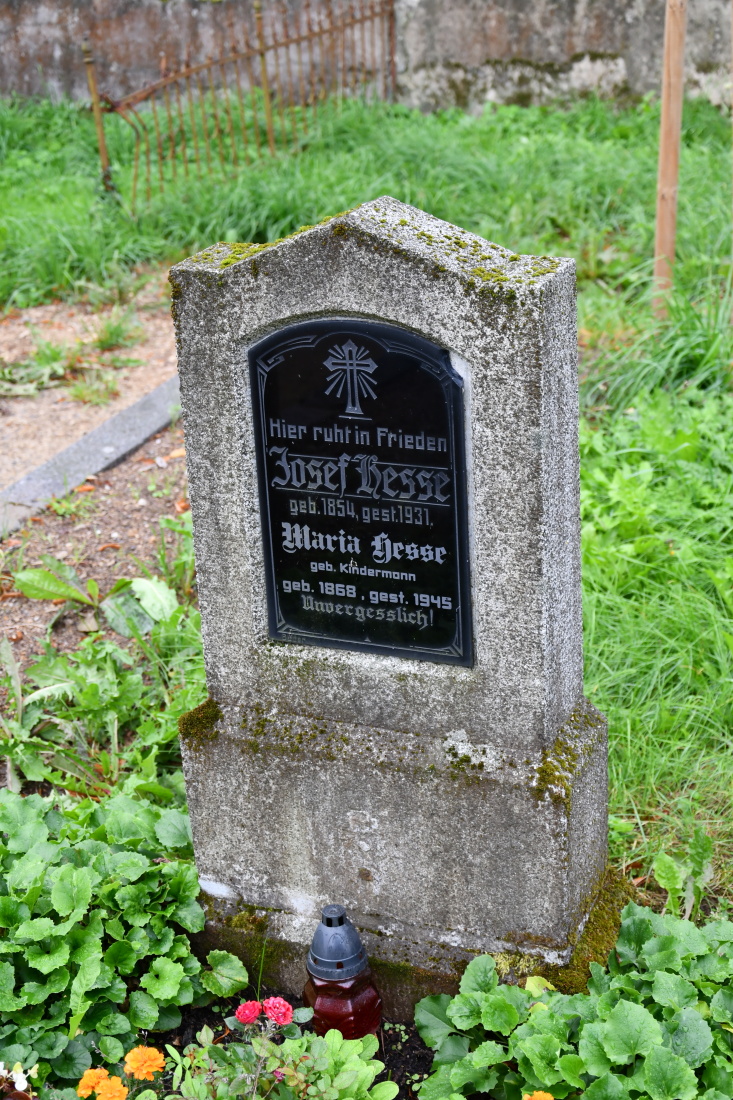 Hier ruht in Frieden
Josef Hesse
geb. 1854, gest. 1931.
Maria Hesse
geb. Kindermann
geb. 1868, gest. 1945
Unvergesslich!